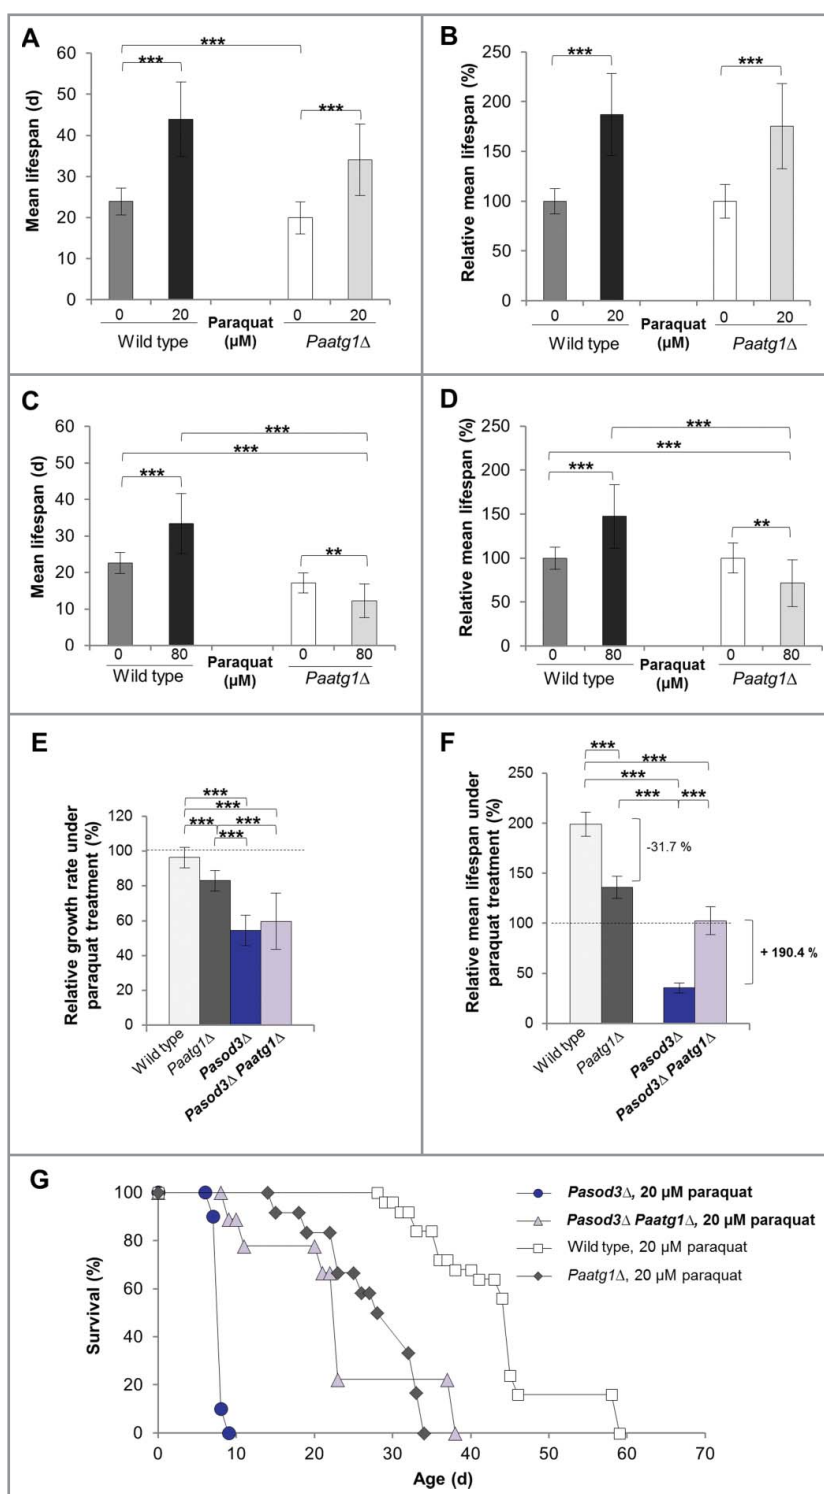 A
Mean lifespan (d)
60
50
40
30
20
10
0
***
***
***
0 20 0 20
Wild type Paraquat (µM) Paatg1Δ
B
Relative mean lifespan (%)
250
200
150
100
50
0
***
***
0 20 0 20
Wild type Paraquat (µM) Paatg1Δ
C
Mean lifespan (d)
60
50
40
30
20
10
0
***
***
***
**
0 80 0 80
Wild type Paraquat (µM) Paatg1Δ
D
Relative mean lifespan (%)
250
200
150
100
50
0
***
***
***
**
0 80 0 80
Wild type Paraquat (µM) Paatg1Δ
E
Relative growth rate under
paraquat treatment (%)
120
100
80
60
40
20
0
***
***
*** ***
***
Wild type
Paatg1Δ
Pasod3Δ
Pasod3Δ Paatg1Δ
F
Relative mean lifespan under
paraquat treatment (%)
250
200
150
100
50
0
***
***
***
*** ***
-31.7 %
+ 190.4 %
Wild type
Paatg1Δ
Pasod3Δ
Pasod3Δ Paatg1Δ
G
Survival (%)
100
80
60
40
20
0
0 10 20 30 40 50 60 70
Age (d)
Pasod3Δ, 20 µM paraquat
Pasod3Δ Paatg1Δ, 20 µM paraquat
Wild type, 20 µM paraquat
Paatg1Δ, 20 µM paraquat